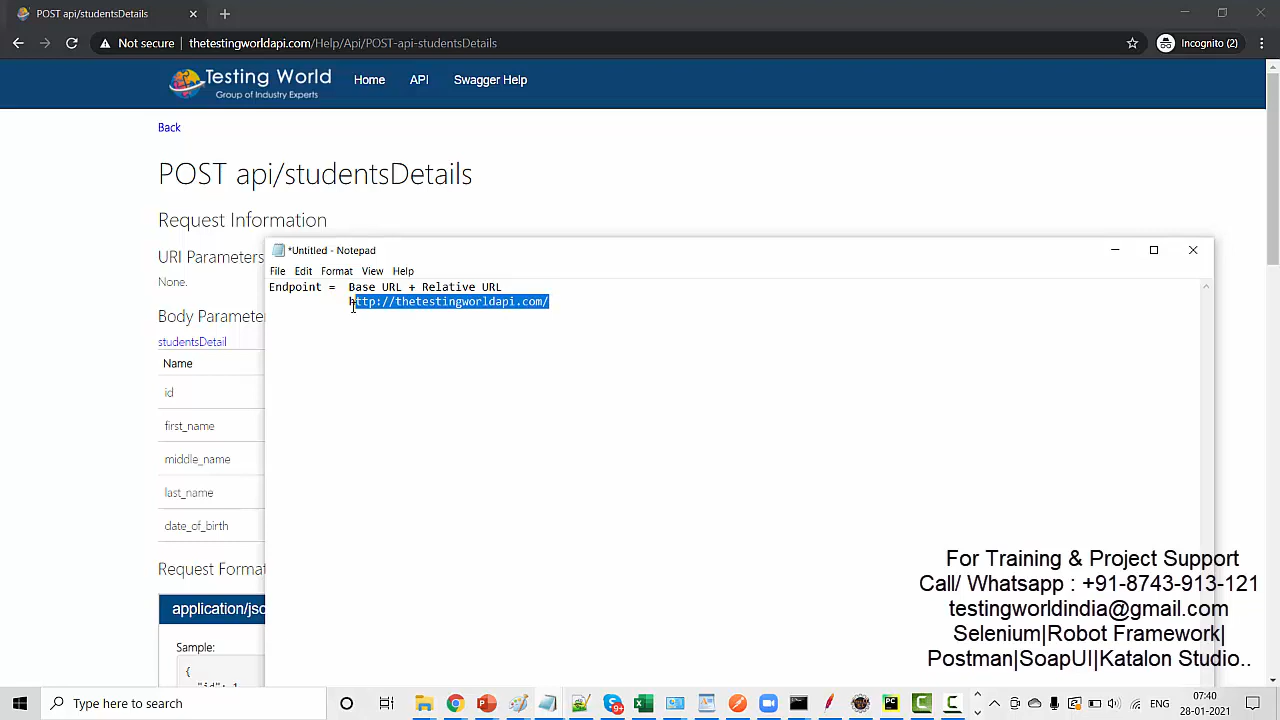 POST api/studentsDetails
Not secure
thetestingworldapi.com/Help/Api/POST-api-studentsDetails
Incognito (2)
Testing World
Group of Industry Experts
Home
API
Swagger Help
Back
POST api/studentsDetails
Request Information
URI Parameters
None.
Body Paramete
studentsDetail
Name
id
first_name
middle_name
last_name
date_of_birth
Request Format
application/jso
Sample:
{
"id": 1
*Untitled - Notepad
File Edit Format View Help
Endpoint = Base URL + Relative URL
http://thetestingworldapi.com/
For Training & Project Support
Call/ Whatsapp : +91-8743-913-121
testingworldindia@gmail.com
Selenium|Robot Framework|
Postman|SoapUI|Katalon Studio..
Type here to search
ENG
07:40
28-01-2021